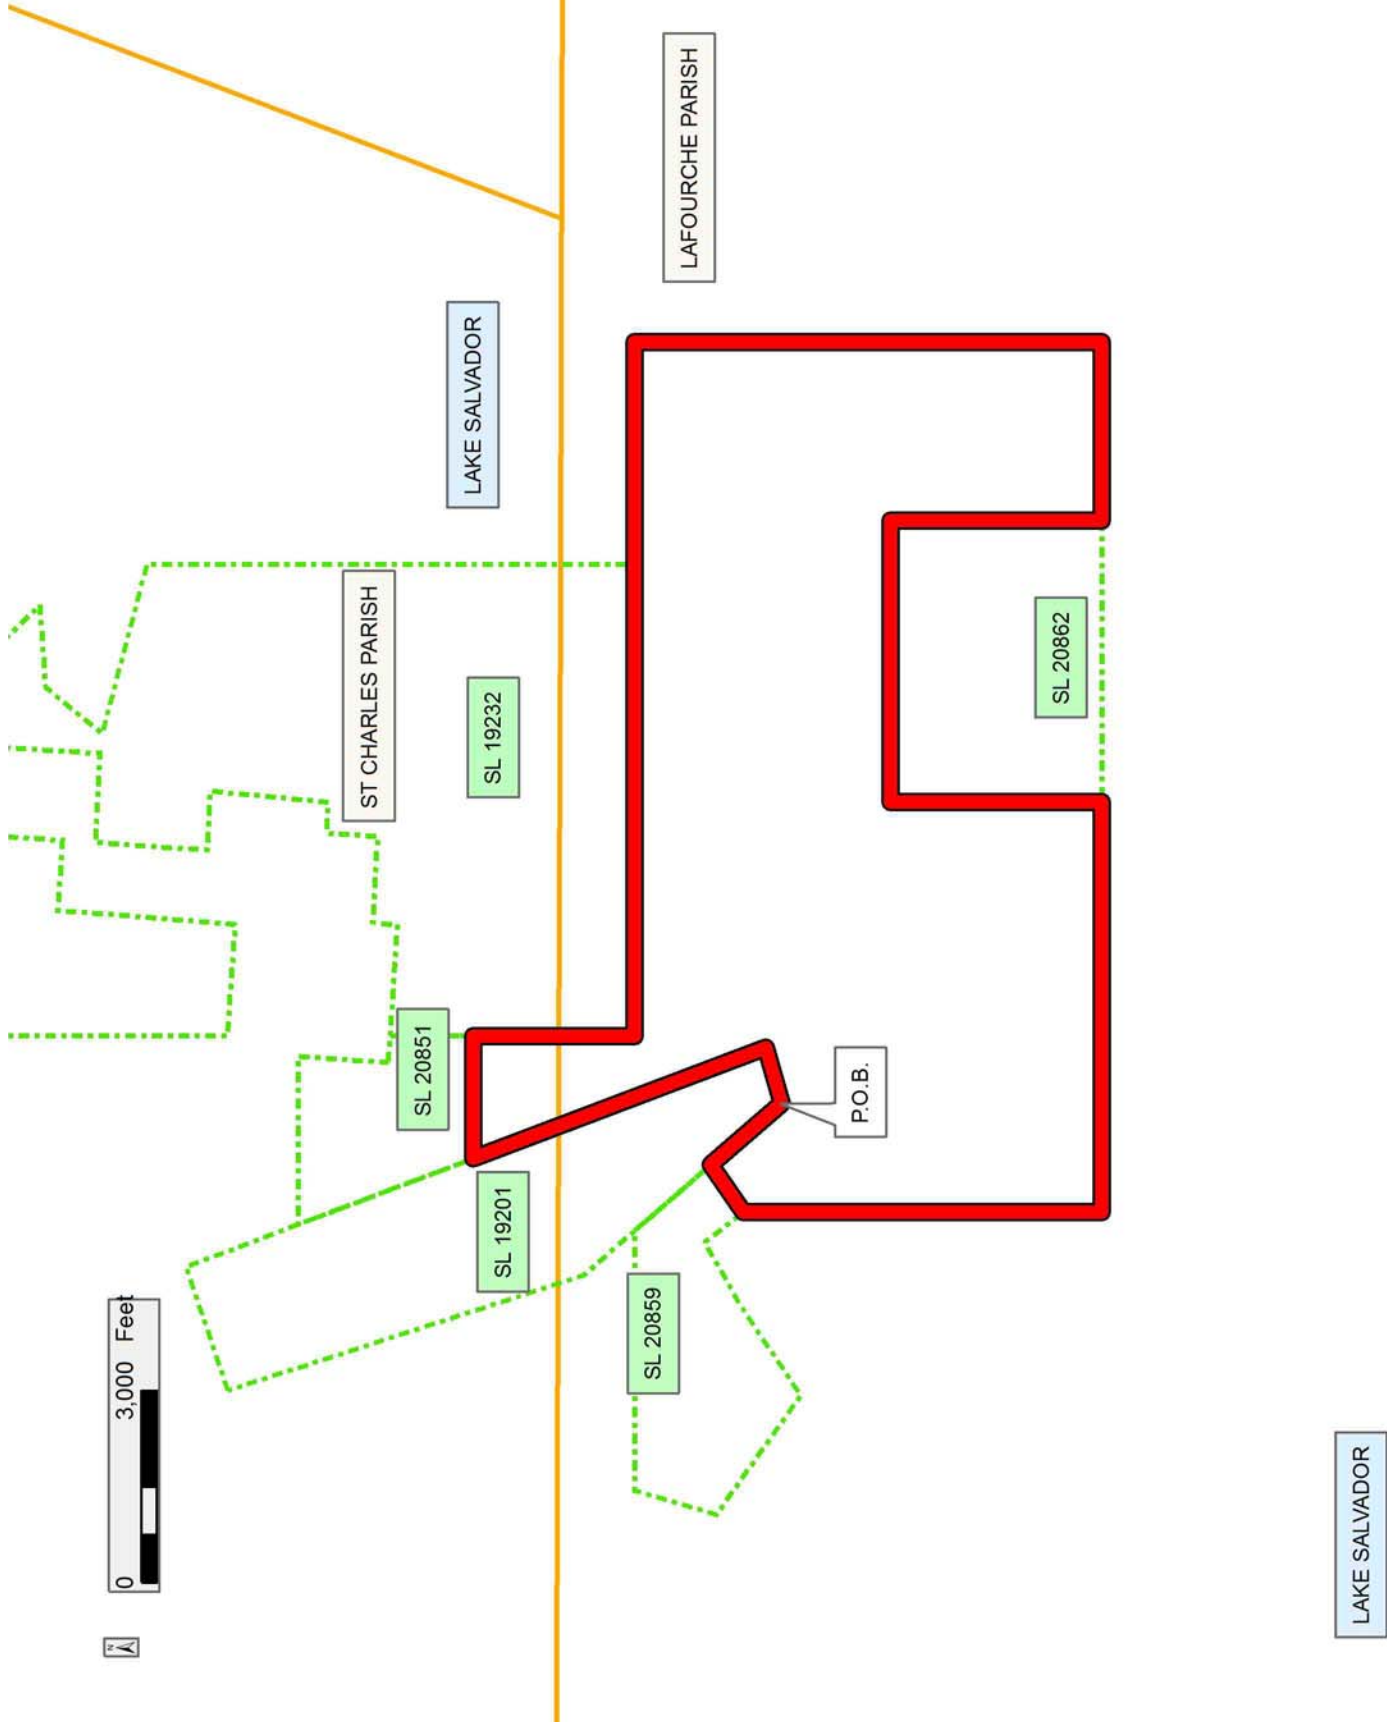 N
0 3,000 Feet
LAKE SALVADOR
LAFOURCHE PARISH
ST CHARLES PARISH
SL 20851
SL 19232
SL 19201
SL 20859
P.O.B.
SL 20862
LAKE SALVADOR